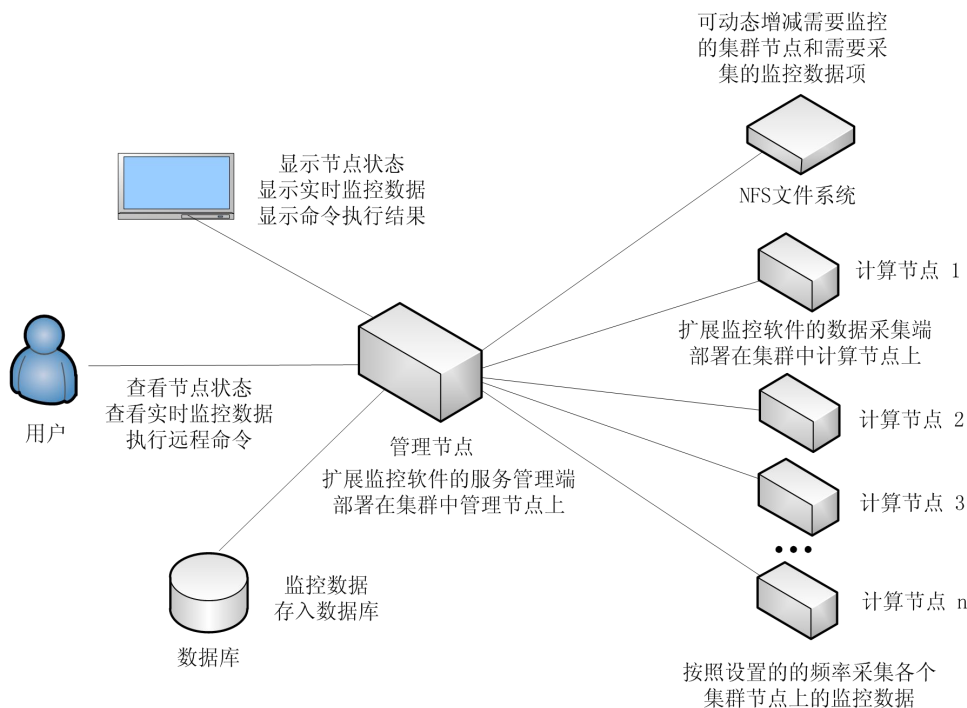 可动态增减需要监控
的集群节点和需要采
集的监控数据项
NFS文件系统
显示节点状态
显示实时监控数据
显示命令执行结果
计算节点 1
扩展监控软件的数据采集端
部署在集群中计算节点上
用户
查看节点状态
查看实时监控数据
执行远程命令
管理节点
扩展监控软件的服务管理端
部署在集群中管理节点上
计算节点 2
计算节点 3
•••
计算节点 n
数据库
监控数据
存入数据库
按照设置的的频率采集各个
集群节点上的监控数据